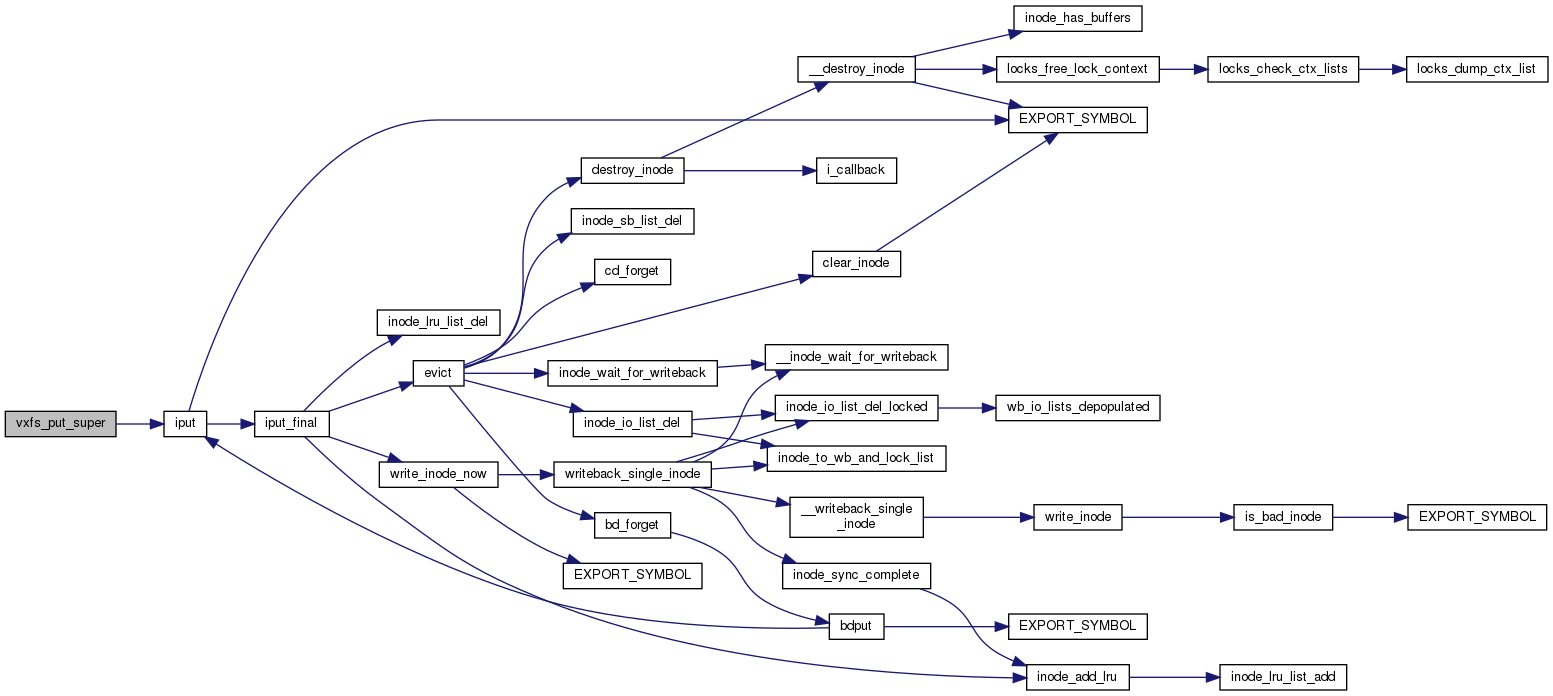 inode_has_buffers
__destroy_inode
locks_free_lock_context
locks_check_ctx_lists
locks_dump_ctx_list
EXPORT_SYMBOL
destroy_inode
i_callback
inode_sb_list_del
clear_inode
cd_forget
inode_lru_list_del
__inode_wait_for_writeback
evict
inode_wait_for_writeback
inode_io_list_del_locked
wb_io_lists_depopulated
vxfs_put_super
iput
iput_final
inode_io_list_del
inode_to_wb_and_lock_list
write_inode_now
writeback_single_inode
__writeback_single
_inode
write_inode
is_bad_inode
EXPORT_SYMBOL
bd_forget
EXPORT_SYMBOL
inode_sync_complete
bdput
EXPORT_SYMBOL
inode_add_lru
inode_lru_list_add